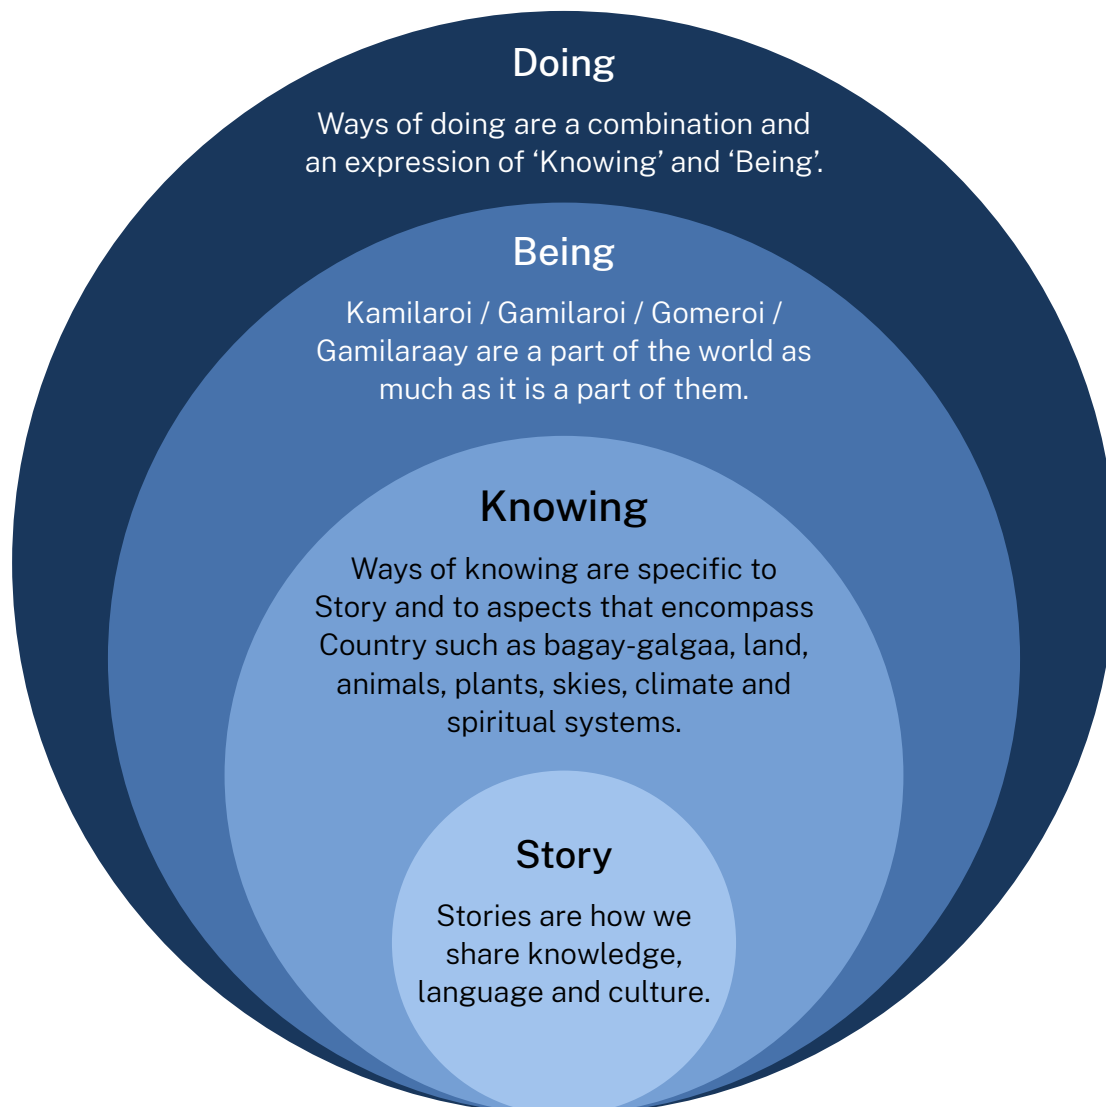 Doing
Ways of doing are a combination and
an expression of ‘Knowing’ and ‘Being’.
Being
Kamilaroi / Gamilaroi / Gomeroi /
Gamilaraay are a part of the world as
much as it is a part of them.
Knowing
Ways of knowing are specific to
Story and to aspects that encompass
Country such as bagay-galgaa, land,
animals, plants, skies, climate and
spiritual systems.
Story
Stories are how we
share knowledge,
language and culture.